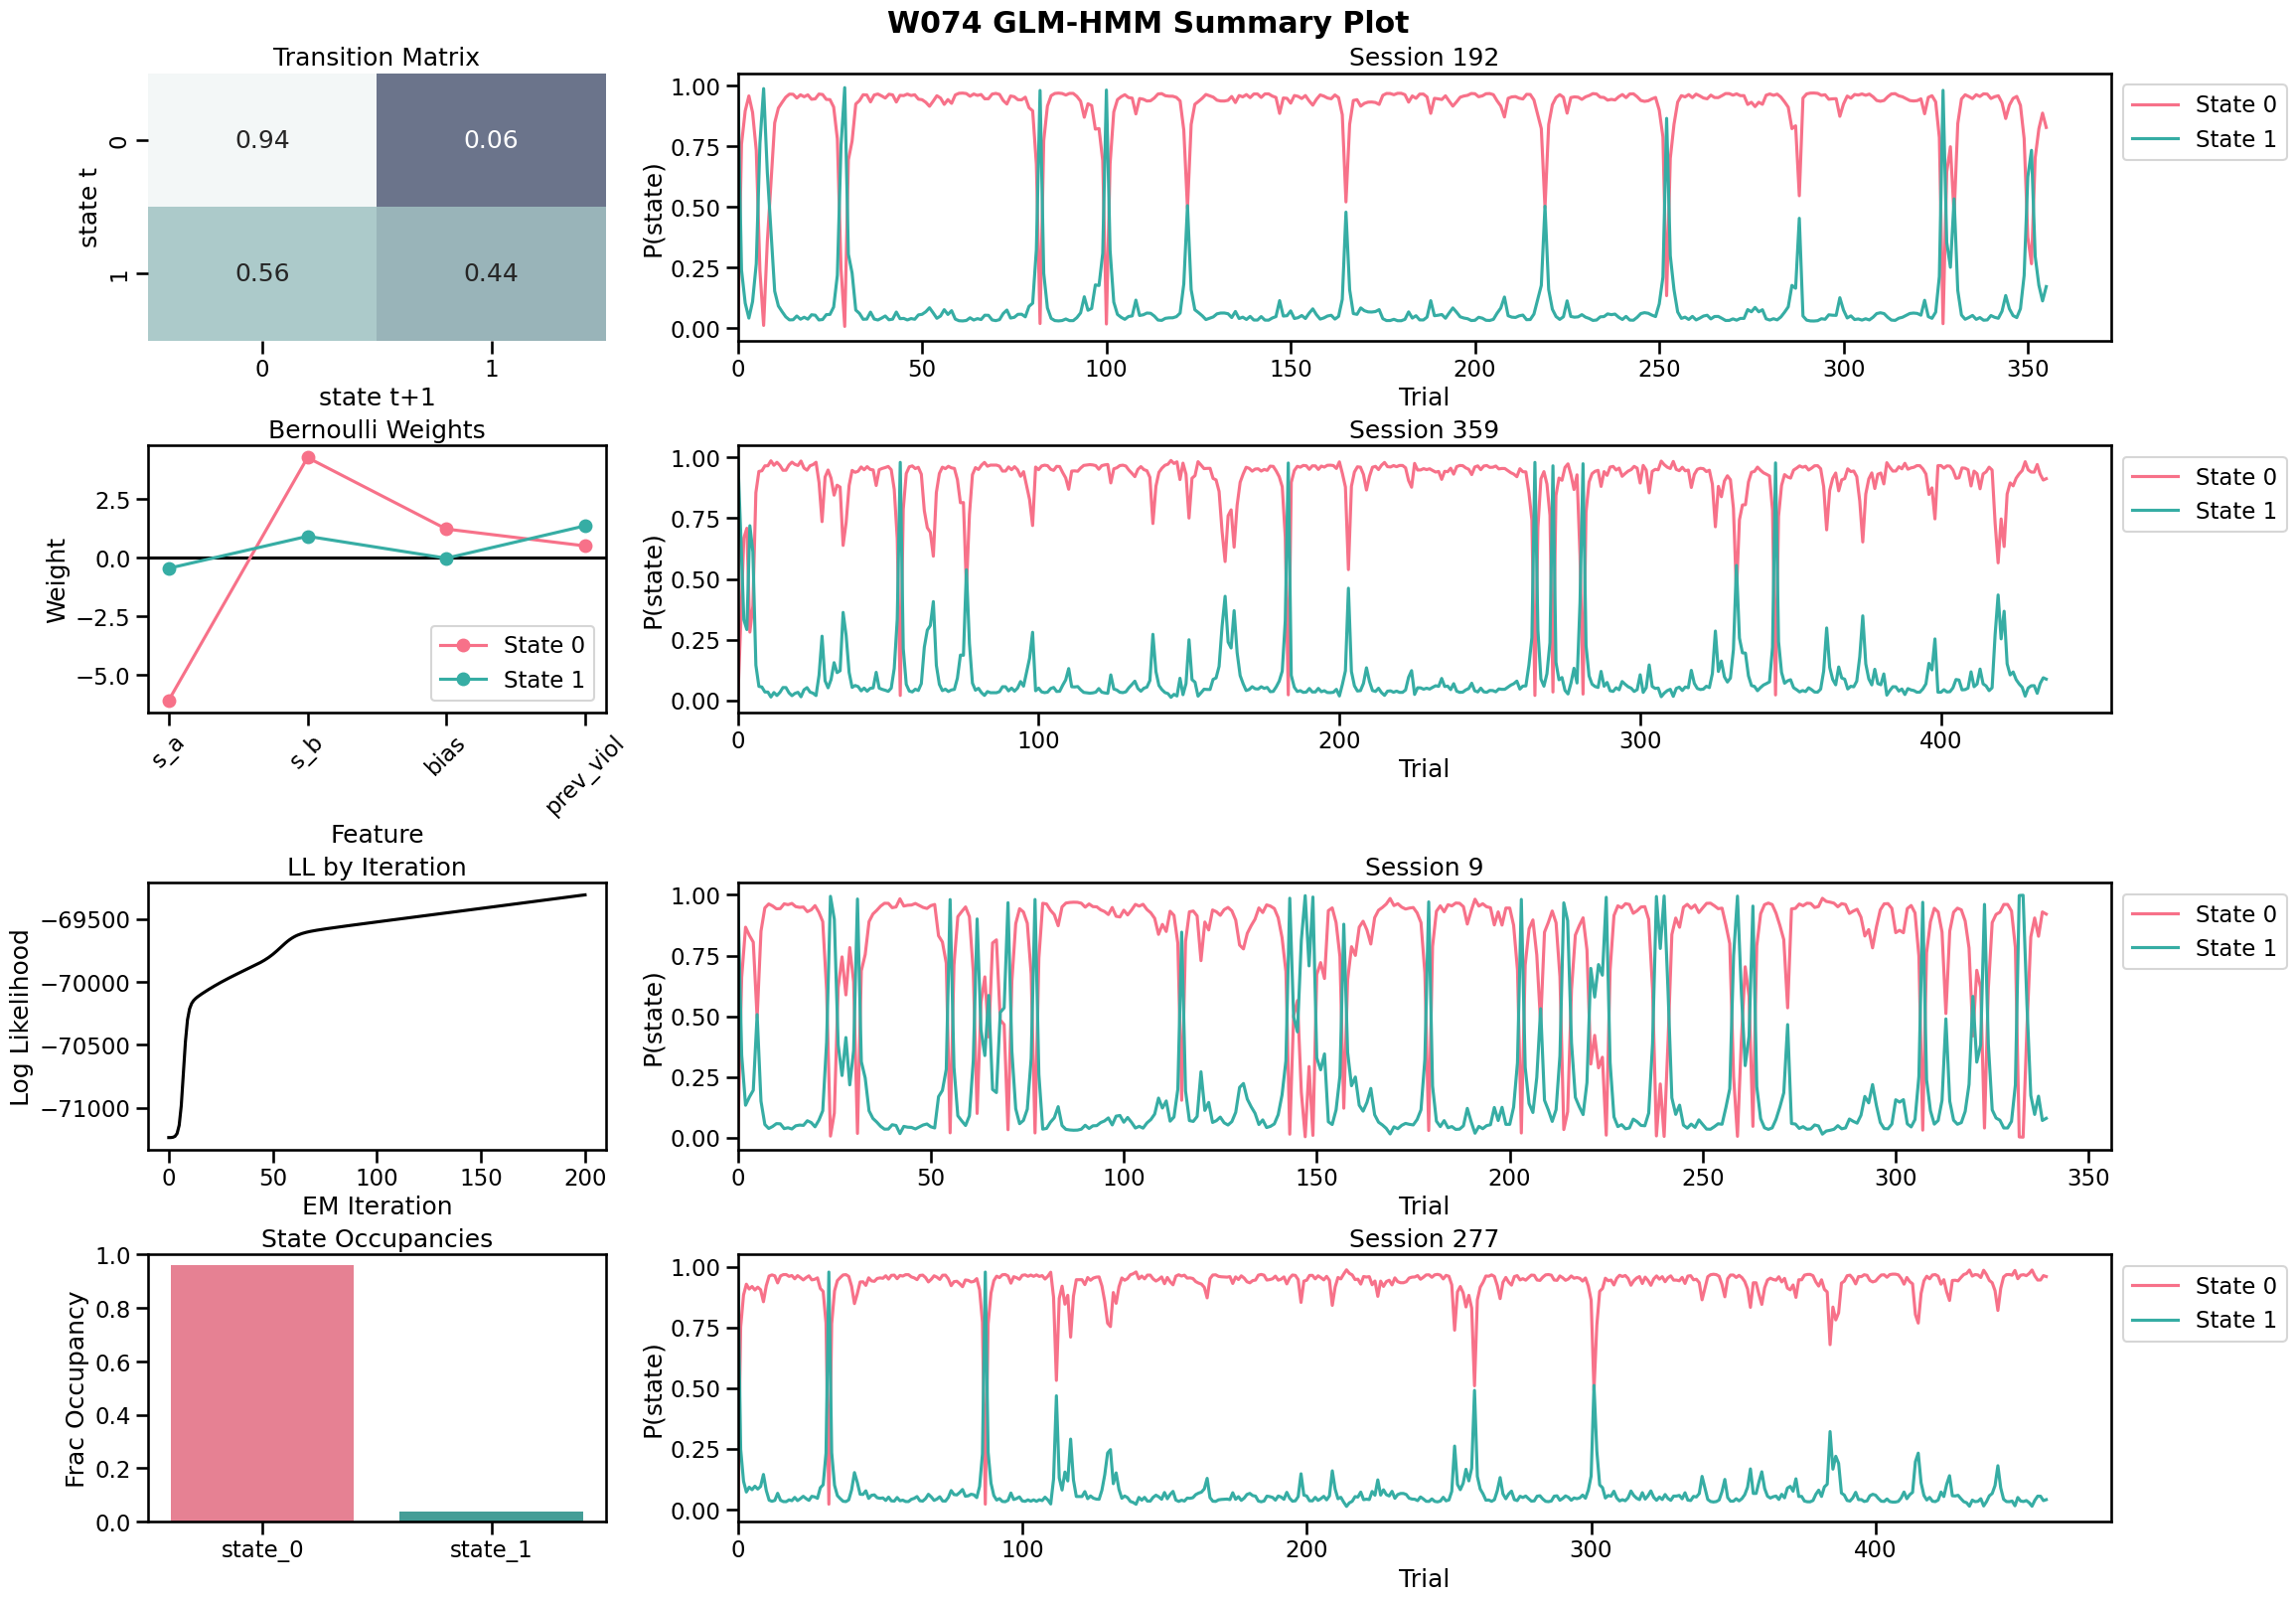 W074 GLM-HMM Summary Plot
Transition Matrix
0.94 0.06
0.56 0.44
0
1
state t
0 1
state t+1
Session 192
1.00
0.75
0.50
0.25
0.00
P(state)
0 50 100 150 200 250 300 350
Trial
State 0
State 1
Bernoulli Weights
2.5
0.0
−2.5
−5.0
Weight
State 0
State 1
s_a s_b bias prev_viol
Feature
Session 359
1.00
0.75
0.50
0.25
0.00
P(state)
0 100 200 300 400
Trial
State 0
State 1
LL by Iteration
−69500
−70000
−70500
−71000
Log Likelihood
0 50 100 150 200
EM Iteration
Session 9
1.00
0.75
0.50
0.25
0.00
P(state)
0 50 100 150 200 250 300 350
Trial
State 0
State 1
State Occupancies
1.0
0.8
0.6
0.4
0.2
0.0
Frac Occupancy
state_0 state_1
Session 277
1.00
0.75
0.50
0.25
0.00
P(state)
0 100 200 300 400
Trial
State 0
State 1